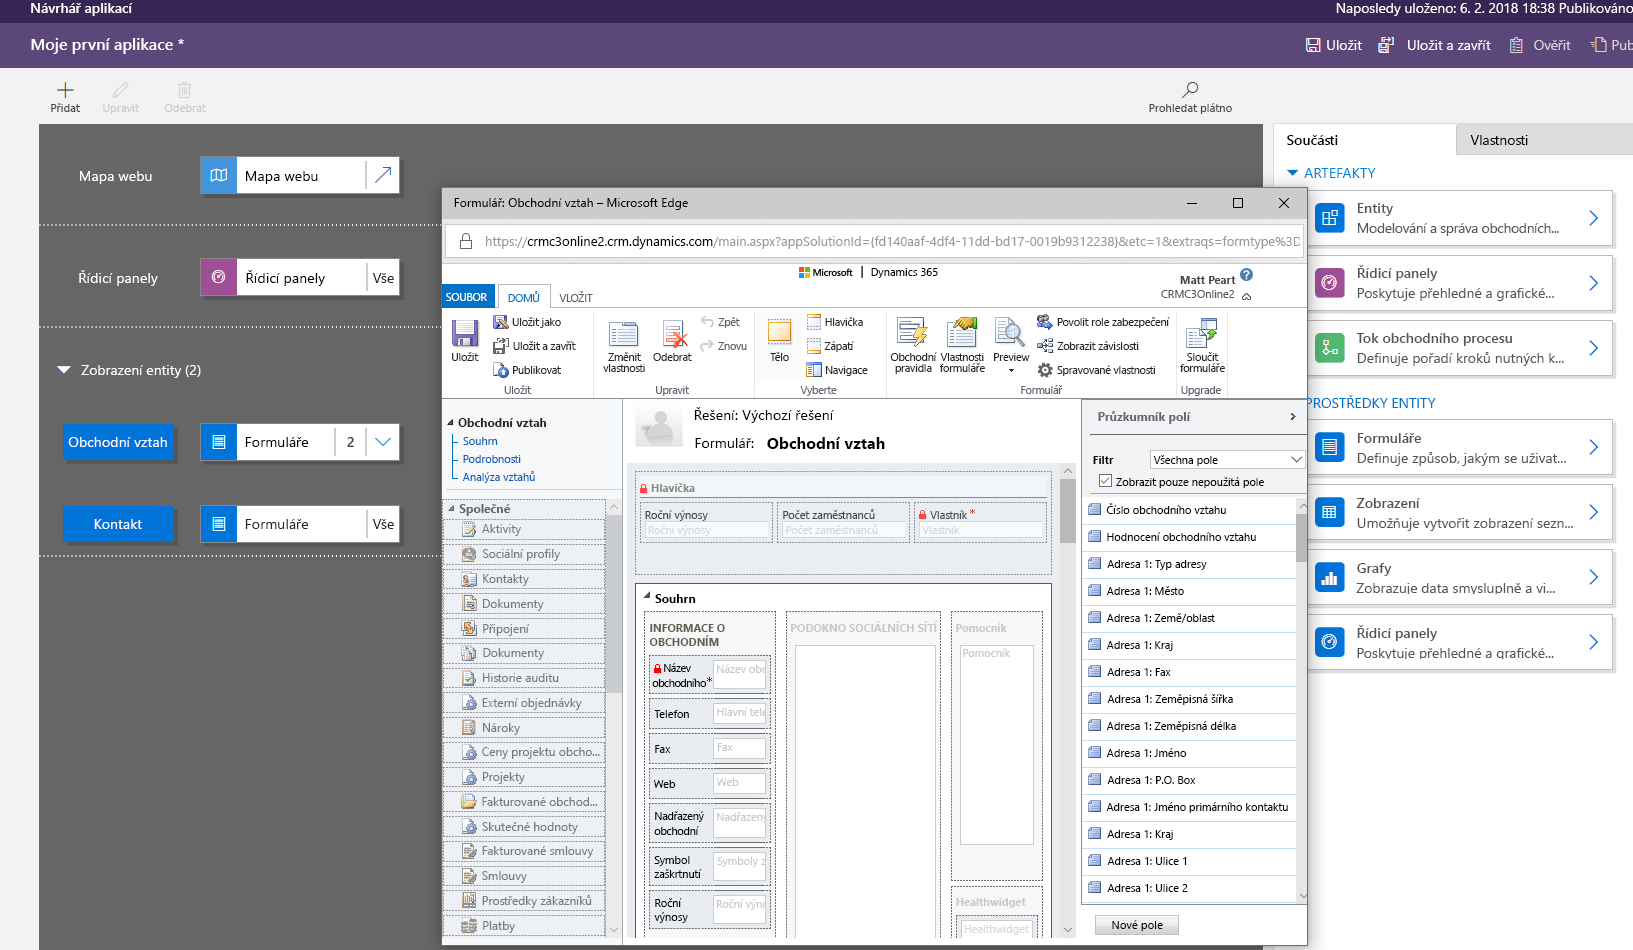 Návrhář aplikací
Naposledy uloženo: 6. 2. 2018 18:38 Publikováno
Moje první aplikace *
Uložit
Uložit a zavřít
Ověřit
Pub
Přidat
Upravit
Odebrat
Prohledat plátno
Mapa webu
Mapa webu
Řídicí panely
Řídicí panely
Vše
Zobrazení entity (2)
Obchodní vztah
Formuláře
2
Kontakt
Formuláře
Vše
Formulář: Obchodní vztah – Microsoft Edge
https://crmc3online2.crm.dynamics.com/main.aspx?appSolutionId={fd140aaf-4df4-11dd-bd17-0019b9312238}&etc=1&extraqs=formtype%3D
Microsoft | Dynamics 365
Matt Peart
CRMC3Online2
SOUBOR
DOMŮ
VLOŽIT
Uložit
Uložit jako
Uložit a zavřít
Publikovat
Uložit
Změnit vlastnosti
Odebrat
Zpět
Znovu
Upravit
Tělo
Hlavička
Zápatí
Navigace
Vyberte
Obchodní pravidla
Vlastnosti formuláře
Preview
Povolit role zabezpečení
Zobrazit závislosti
Spravované vlastnosti
Formulář
Sloučit formuláře
Upgrade
Obchodní vztah
Souhrn
Podrobnosti
Analýza vztahů
Společné
Aktivity
Sociální profily
Kontakty
Dokumenty
Připojení
Dokumenty
Historie auditu
Externí objednávky
Nároky
Ceny projektu obcho...
Projekty
Fakturované obchod...
Skutečné hodnoty
Fakturované smlouvy
Smlouvy
Prostředky zákazníků
Platby
Řešení: Výchozí řešení
Formulář: Obchodní vztah
Hlavička
Roční výnosy
Roční výnosy
Počet zaměstnanců
Počet zaměstnanců
Vlastník *
Vlastník
Souhrn
INFORMACE O OBCHODNÍM
Název obchodního*
Název obc
Telefon
Hlavní tele
Fax
Fax
Web
Web
Nadřazený obchodní
Nadřazený
Symbol zaškrtnutí
Symboly z
Roční výnosy
Roční výno
PODOKNO SOCIÁLNÍCH SÍTÍ
Pomocník
Pomocník
Healthwidget
Healthwidget
Průzkumník polí
Filtr
Všechna pole
Zobrazit pouze nepoužitá pole
Číslo obchodního vztahu
Hodnocení obchodního vztahu
Adresa 1: Typ adresy
Adresa 1: Město
Adresa 1: Země/oblast
Adresa 1: Kraj
Adresa 1: Fax
Adresa 1: Zeměpisná šířka
Adresa 1: Zeměpisná délka
Adresa 1: Jméno
Adresa 1: P.O. Box
Adresa 1: Jméno primárního kontaktu
Adresa 1: Kraj
Adresa 1: Ulice 1
Adresa 1: Ulice 2
Nové pole
Součásti
Vlastnosti
ARTEFAKTY
Entity
Modelování a správa obchodních...
Řídicí panely
Poskytuje přehledné a grafické...
Tok obchodního procesu
Definuje pořadí kroků nutných k...
PROSTŘEDKY ENTITY
Formuláře
Definuje způsob, jakým se uživat...
Zobrazení
Umožňuje vytvořit zobrazení sezn...
Grafy
Zobrazuje data smysluplně a vi...
Řídicí panely
Poskytuje přehledné a grafické...